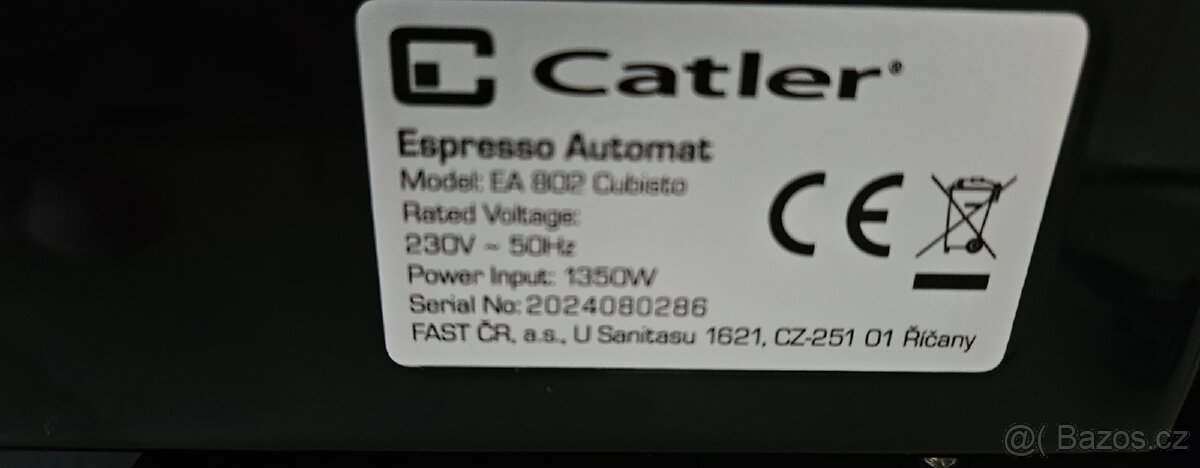 Catler®
Espresso Automat
Model: EA 802 Cubisto
Rated Voltage:
230V ~ 50Hz
Power Input: 1350W
Serial No: 2024080286
FAST ČR, a.s., U Sanitasu 1621, CZ-251 01 Říčany
CE
@( Bazos.cz